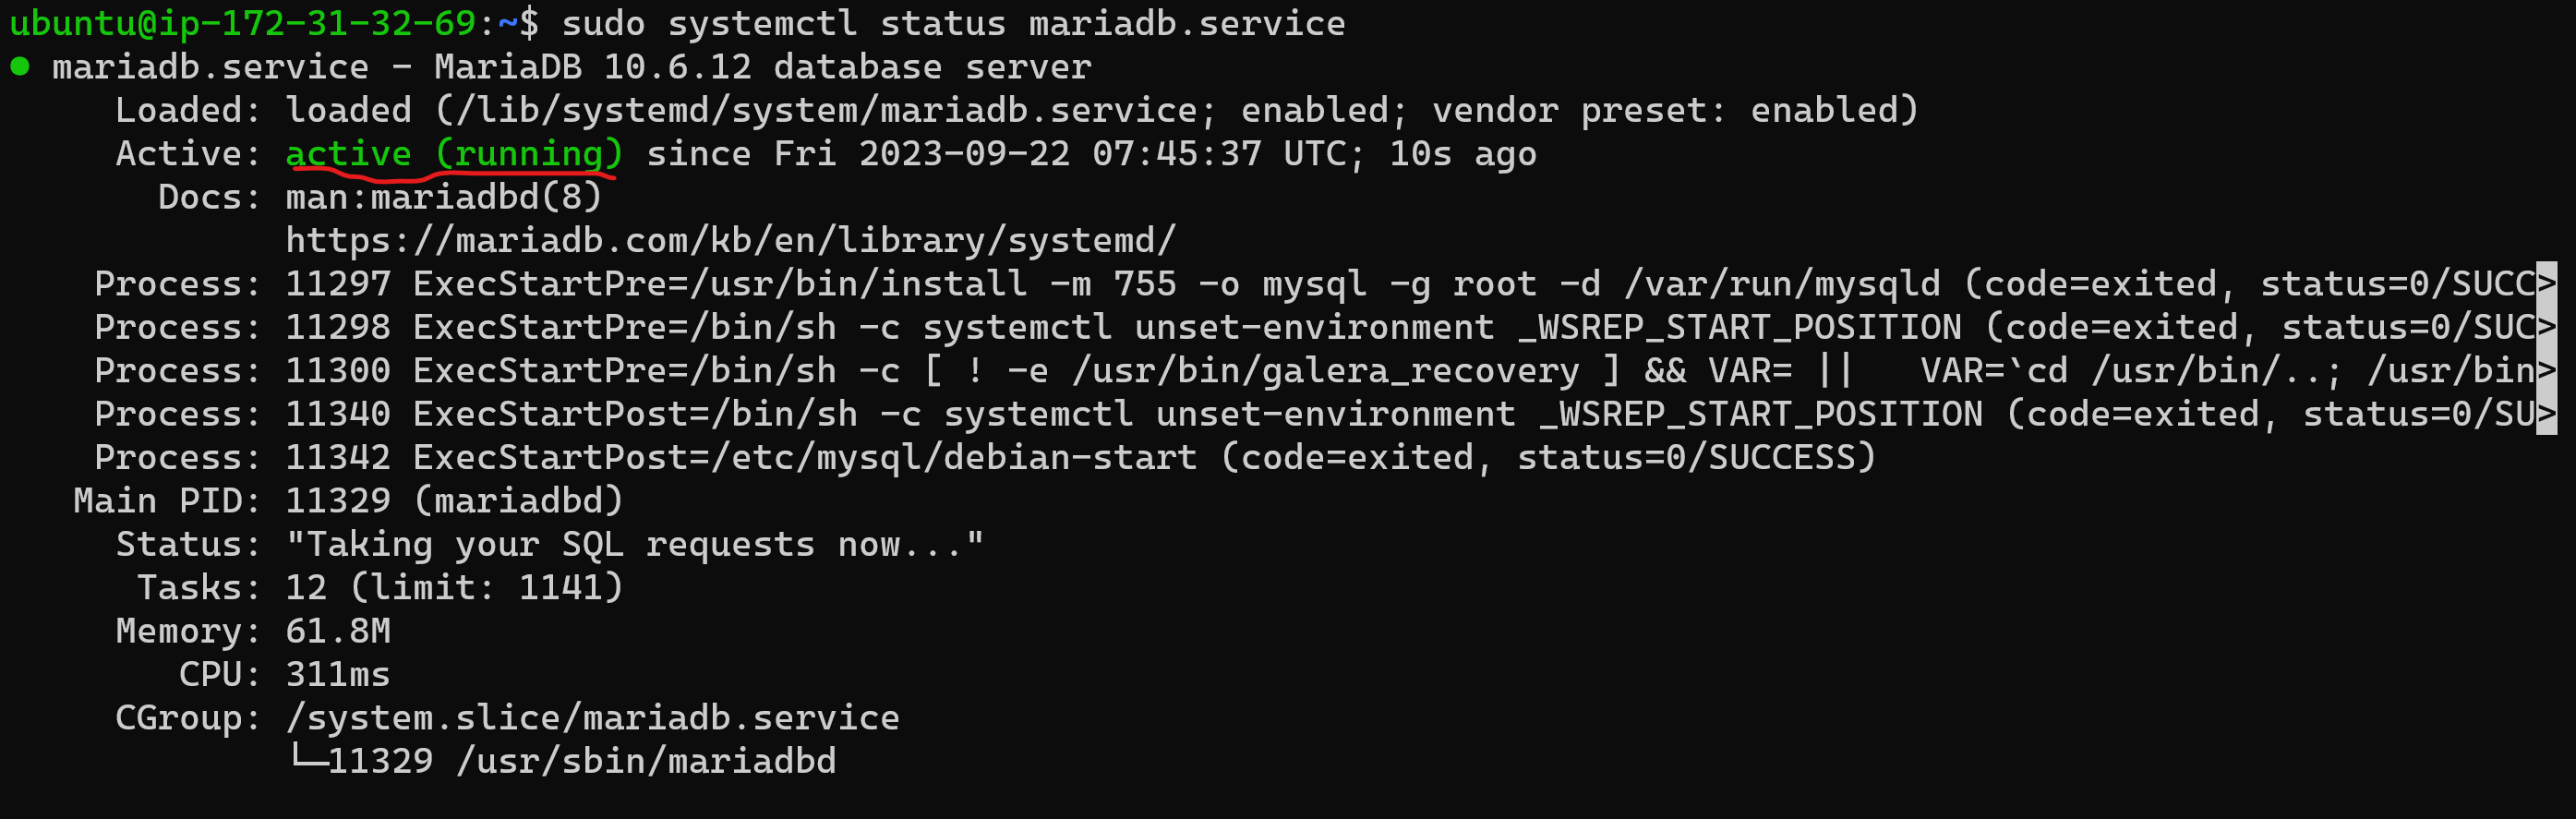 ubuntu@ip-172-31-32-69:~$ sudo systemctl status mariadb.service
● mariadb.service - MariaDB 10.6.12 database server
Loaded: loaded (/lib/systemd/system/mariadb.service; enabled; vendor preset: enabled)
Active: active (running) since Fri 2023-09-22 07:45:37 UTC; 10s ago
Docs: man:mariadbd(8)
https://mariadb.com/kb/en/library/systemd/
Process: 11297 ExecStartPre=/usr/bin/install -m 755 -o mysql -g root -d /var/run/mysqld (code=exited, status=0/SUCC>
Process: 11298 ExecStartPre=/bin/sh -c systemctl unset-environment _WSREP_START_POSITION (code=exited, status=0/SUC>
Process: 11300 ExecStartPre=/bin/sh -c [ ! -e /usr/bin/galera_recovery ] && VAR= ||   VAR=`cd /usr/bin/..; /usr/bin>
Process: 11340 ExecStartPost=/bin/sh -c systemctl unset-environment _WSREP_START_POSITION (code=exited, status=0/SU>
Process: 11342 ExecStartPost=/etc/mysql/debian-start (code=exited, status=0/SUCCESS)
Main PID: 11329 (mariadbd)
Status: "Taking your SQL requests now..."
Tasks: 12 (limit: 1141)
Memory: 61.8M
CPU: 311ms
CGroup: /system.slice/mariadb.service
└─11329 /usr/sbin/mariadbd